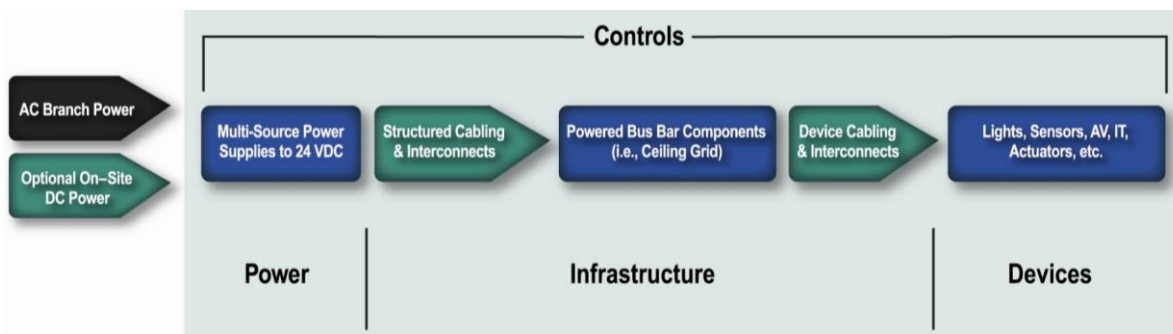 Controls
AC Branch Power
Optional On–Site
DC Power
Multi-Source Power
Supplies to 24 VDC
Structured Cabling
& Interconnects
Powered Bus Bar Components
(i.e., Ceiling Grid)
Device Cabling
& Interconnects
Lights, Sensors, AV, IT,
Actuators, etc.
Power
Infrastructure
Devices